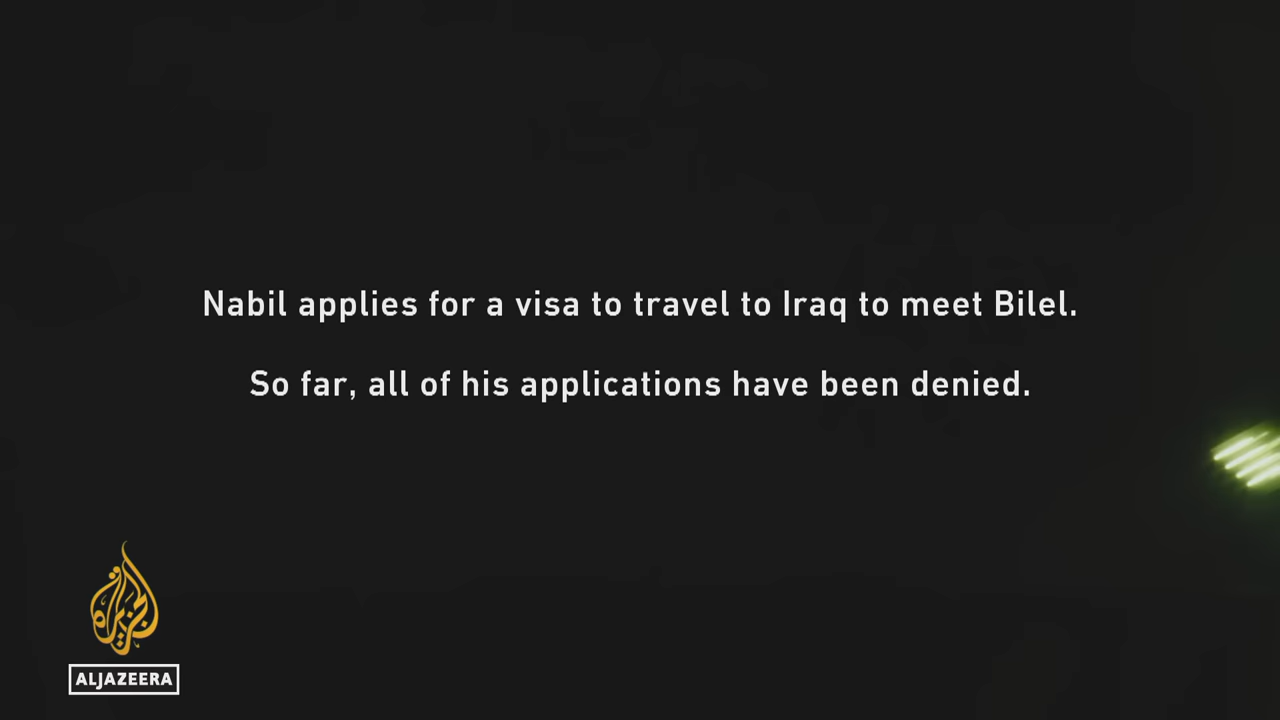 Nabil applies for a visa to travel to Iraq to meet Bilel.
So far, all of his applications have been denied.
ALJAZEERA